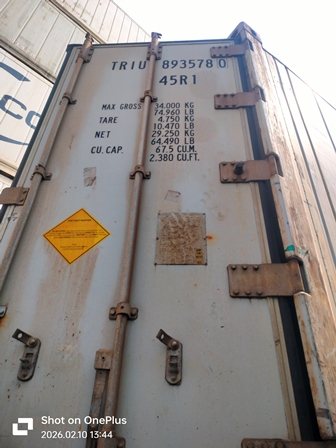 TRIU 893578 0
45R1
MAX GROSS 34.000 KG
74.960 LB
TARE 4.750 KG
10.470 LB
NET 29.250 KG
64.490 LB
CU. CAP. 67.5 CU.M.
2.380 CU.FT.
Shot on OnePlus
2026.02.10 13:44